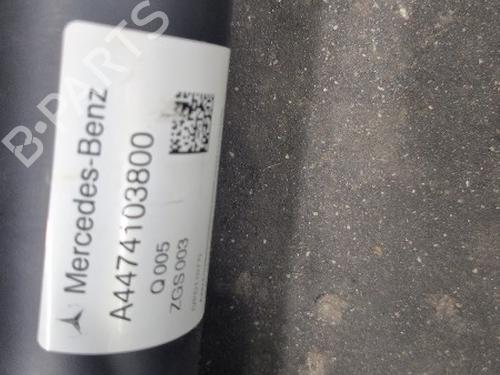 Mercedes-Benz
A4474103800
Q 005
ZGS 003
B-PARTS